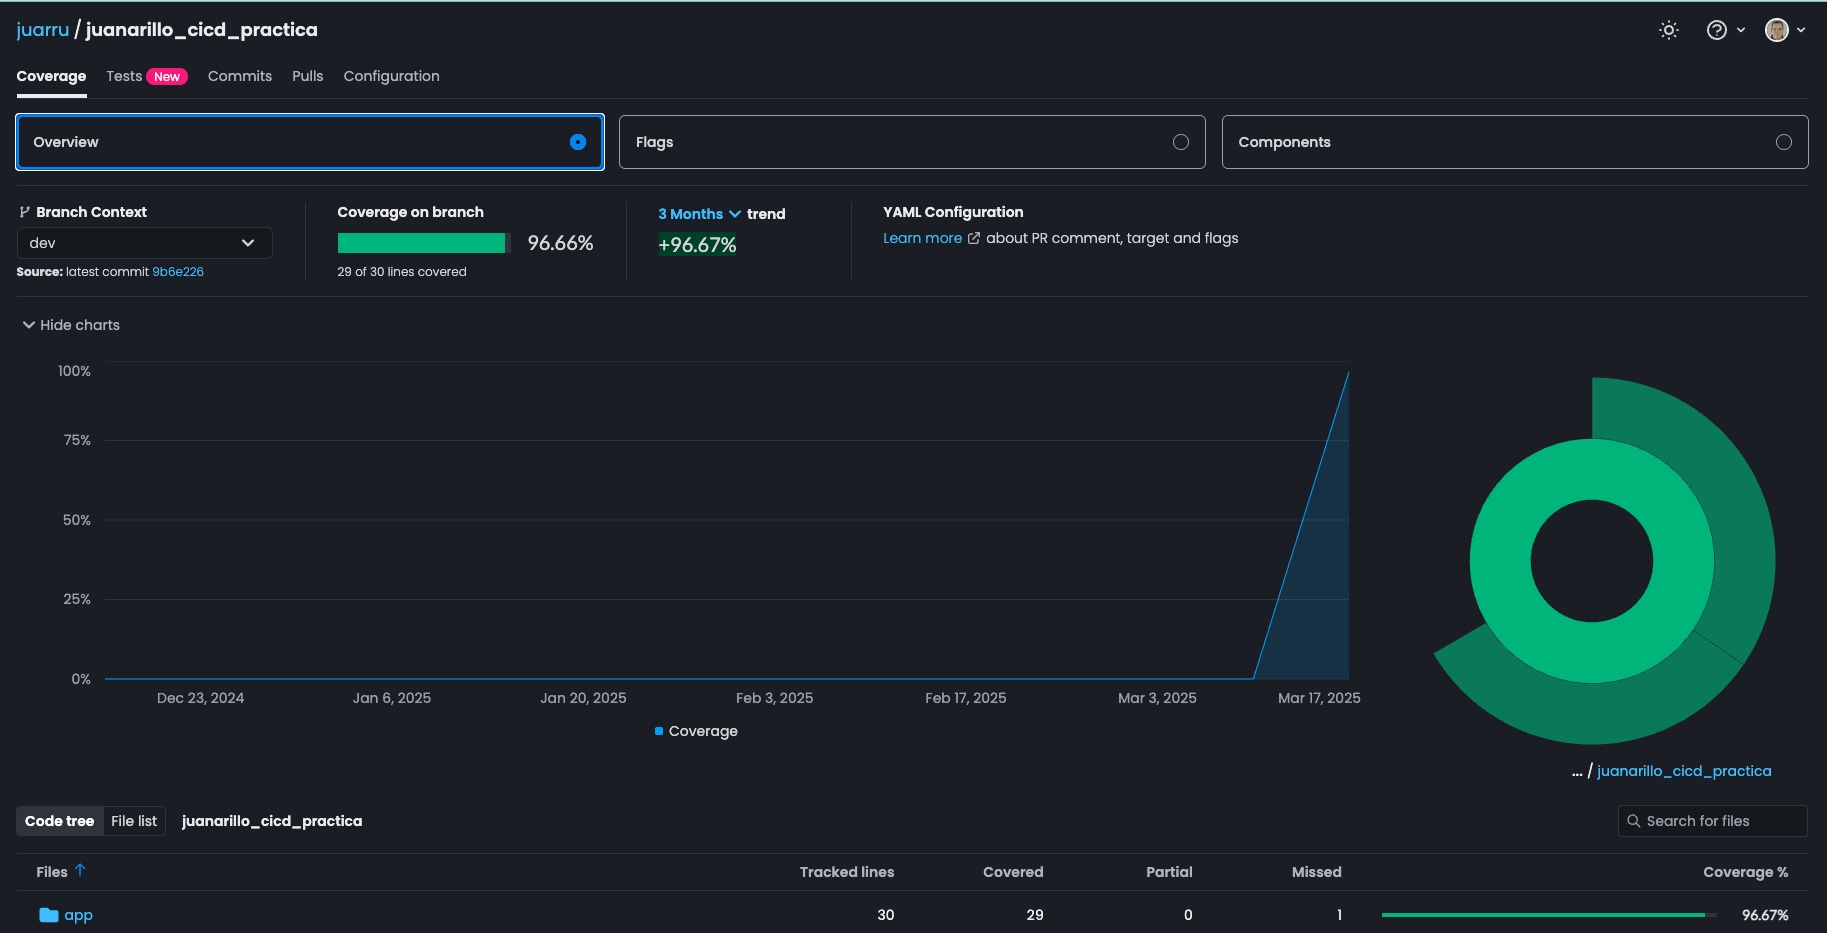 juarru / juanarillo_cicd_practica
Coverage Tests New Commits Pulls Configuration
Overview Flags Components
Branch Context
dev
Source: latest commit 9b6e226
Coverage on branch
96.66%
29 of 30 lines covered
3 Months trend
+96.67%
YAML Configuration
Learn more about PR comment, target and flags
Hide charts
100%
75%
50%
25%
0%
Dec 23, 2024 Jan 6, 2025 Jan 20, 2025 Feb 3, 2025 Feb 17, 2025 Mar 3, 2025 Mar 17, 2025
Coverage
... / juanarillo_cicd_practica
Code tree File list juanarillo_cicd_practica Search for files
Files Tracked lines Covered Partial Missed Coverage %
app 30 29 0 1 96.67%